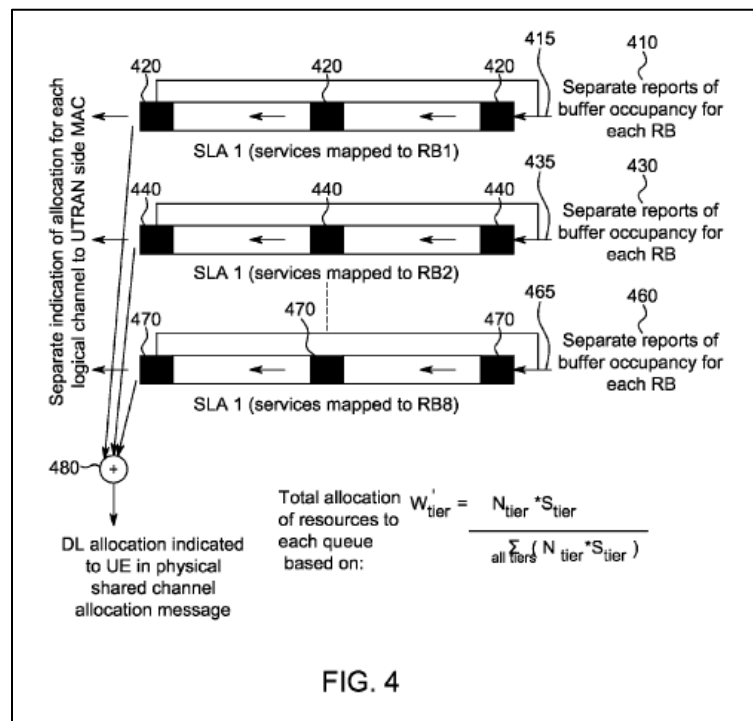 420
420
420
415
410
Separate reports of
buffer occupancy for
each RB
SLA 1 (services mapped to RB1)
440
440
440
435
430
Separate reports of
buffer occupancy for
each RB
SLA 1 (services mapped to RB2)
470
470
470
465
460
Separate reports of
buffer occupancy for
each RB
SLA 1 (services mapped to RB8)
Separate indication of allocation for each
logical channel to UTRAN side MAC
480
+
DL allocation indicated
to UE in physical
shared channel
allocation message
Total allocation
of resources to
each queue
based on:
W'tier = Ntier *Stier
Σ all tiers ( N tier *Stier )
FIG. 4